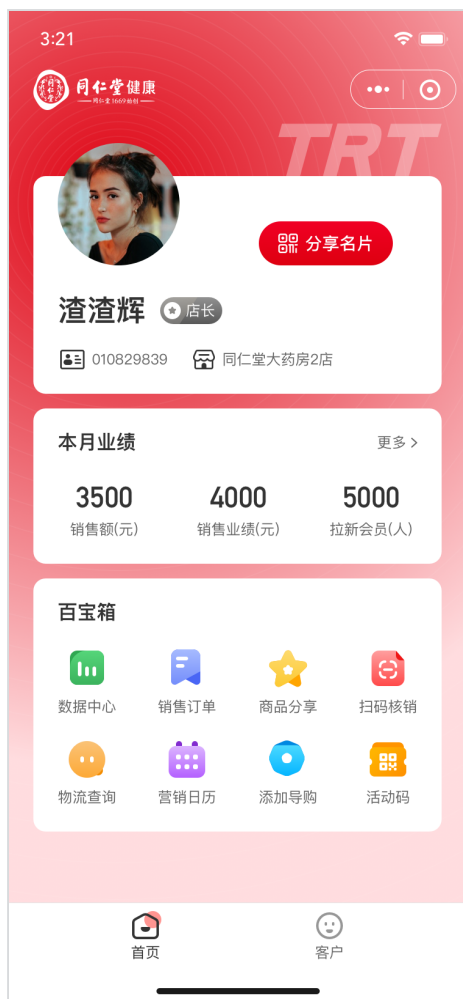 3:21
同仁堂健康
同仁堂1669始创
TRT
分享名片
渣渣辉 店长
010829839 同仁堂大药房2店
本月业绩 更多
3500 4000 5000
销售额(元) 销售业绩(元) 拉新会员(人)
百宝箱
数据中心 销售订单 商品分享 扫码核销
物流查询 营销日历 添加导购 活动码
首页 客户